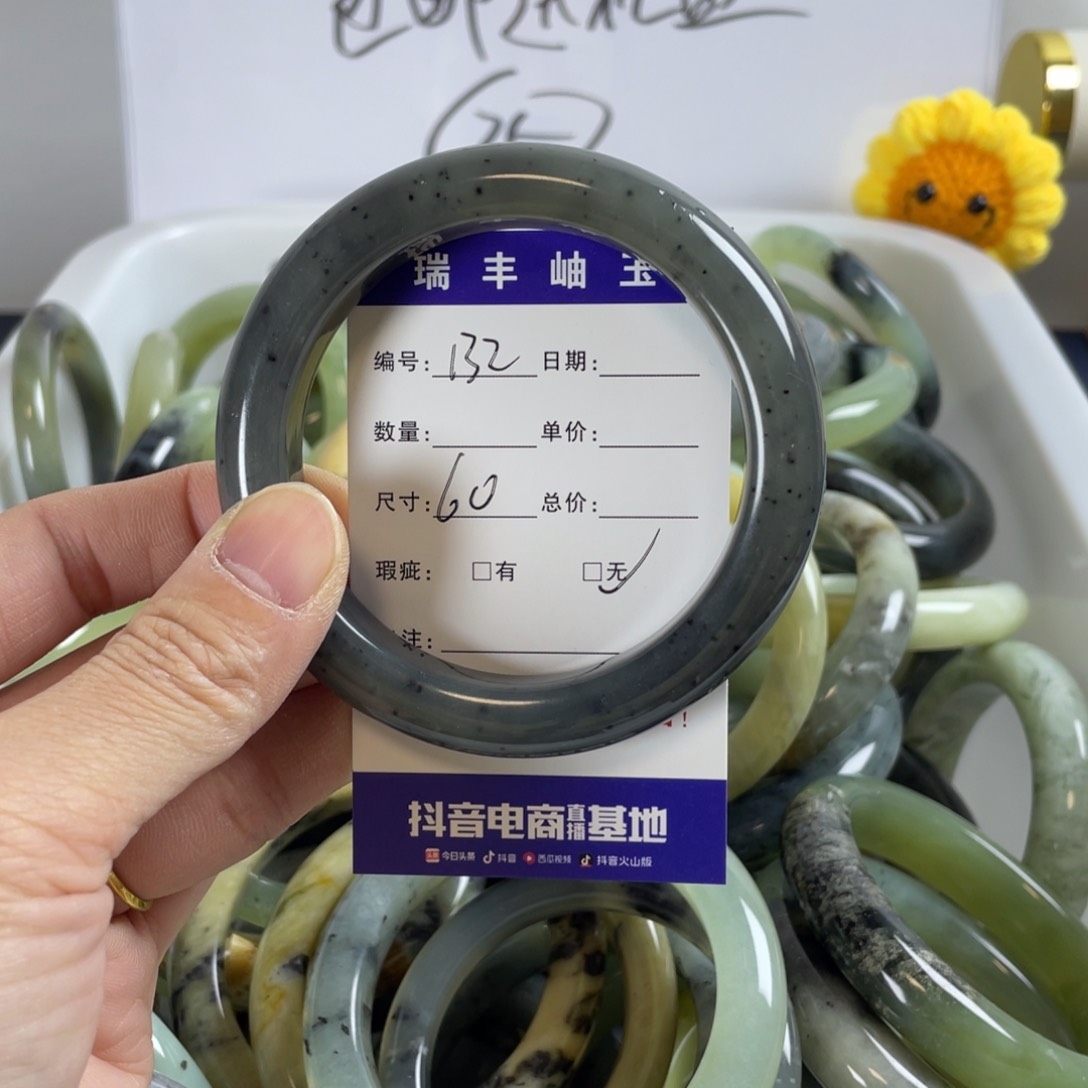 瑞丰岫玉
编号: 132 日期:
数量: 单价:
尺寸: 60 总价:
瑕疵: □有 □无✓
注:
!
抖音电商直播基地
今日头条 抖音 西瓜视频 抖音火山版